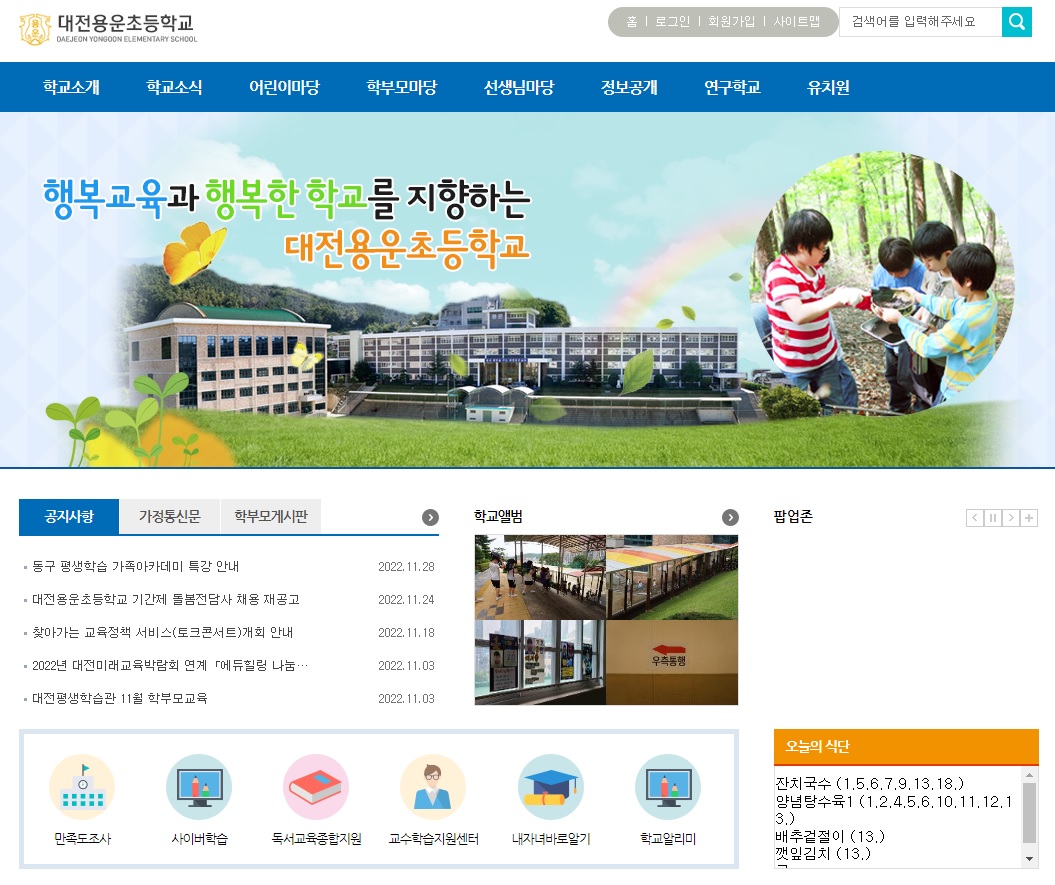 대전용운초등학교
DAEJEON YONGOON ELEMENTARY SCHOOL
홈 | 로그인 | 회원가입 | 사이트맵
검색어를 입력해주세요
학교소개 학교소식 어린이마당 학부모마당 선생님마당 정보공개 연구학교 유치원
행복교육과 행복한 학교를 지향하는
대전용운초등학교
공지사항 가정통신문 학부모게시판
동구 평생학습 가족아카데미 특강 안내 2022.11.28
대전용운초등학교 기간제 돌봄전담사 채용 재공고 2022.11.24
찾아가는 교육정책 서비스(토크콘서트)개회 안내 2022.11.18
2022년 대전미래교육박람회 연계 「에듀힐링 나눔… 2022.11.03
대전평생학습관 11월 학부모교육 2022.11.03
학교앨범
우측통행
팝업존
만족도조사 사이버학습 독서교육종합지원 교수학습지원센터 내자녀바로알기 학교알리미
오늘의 식단
잔치국수 (1.5.6.7.9.13.18.)
양념탕수육1 (1.2.4.5.6.10.11.12.1
3.)
배추겉절이 (13.)
깻잎김치 (13.)